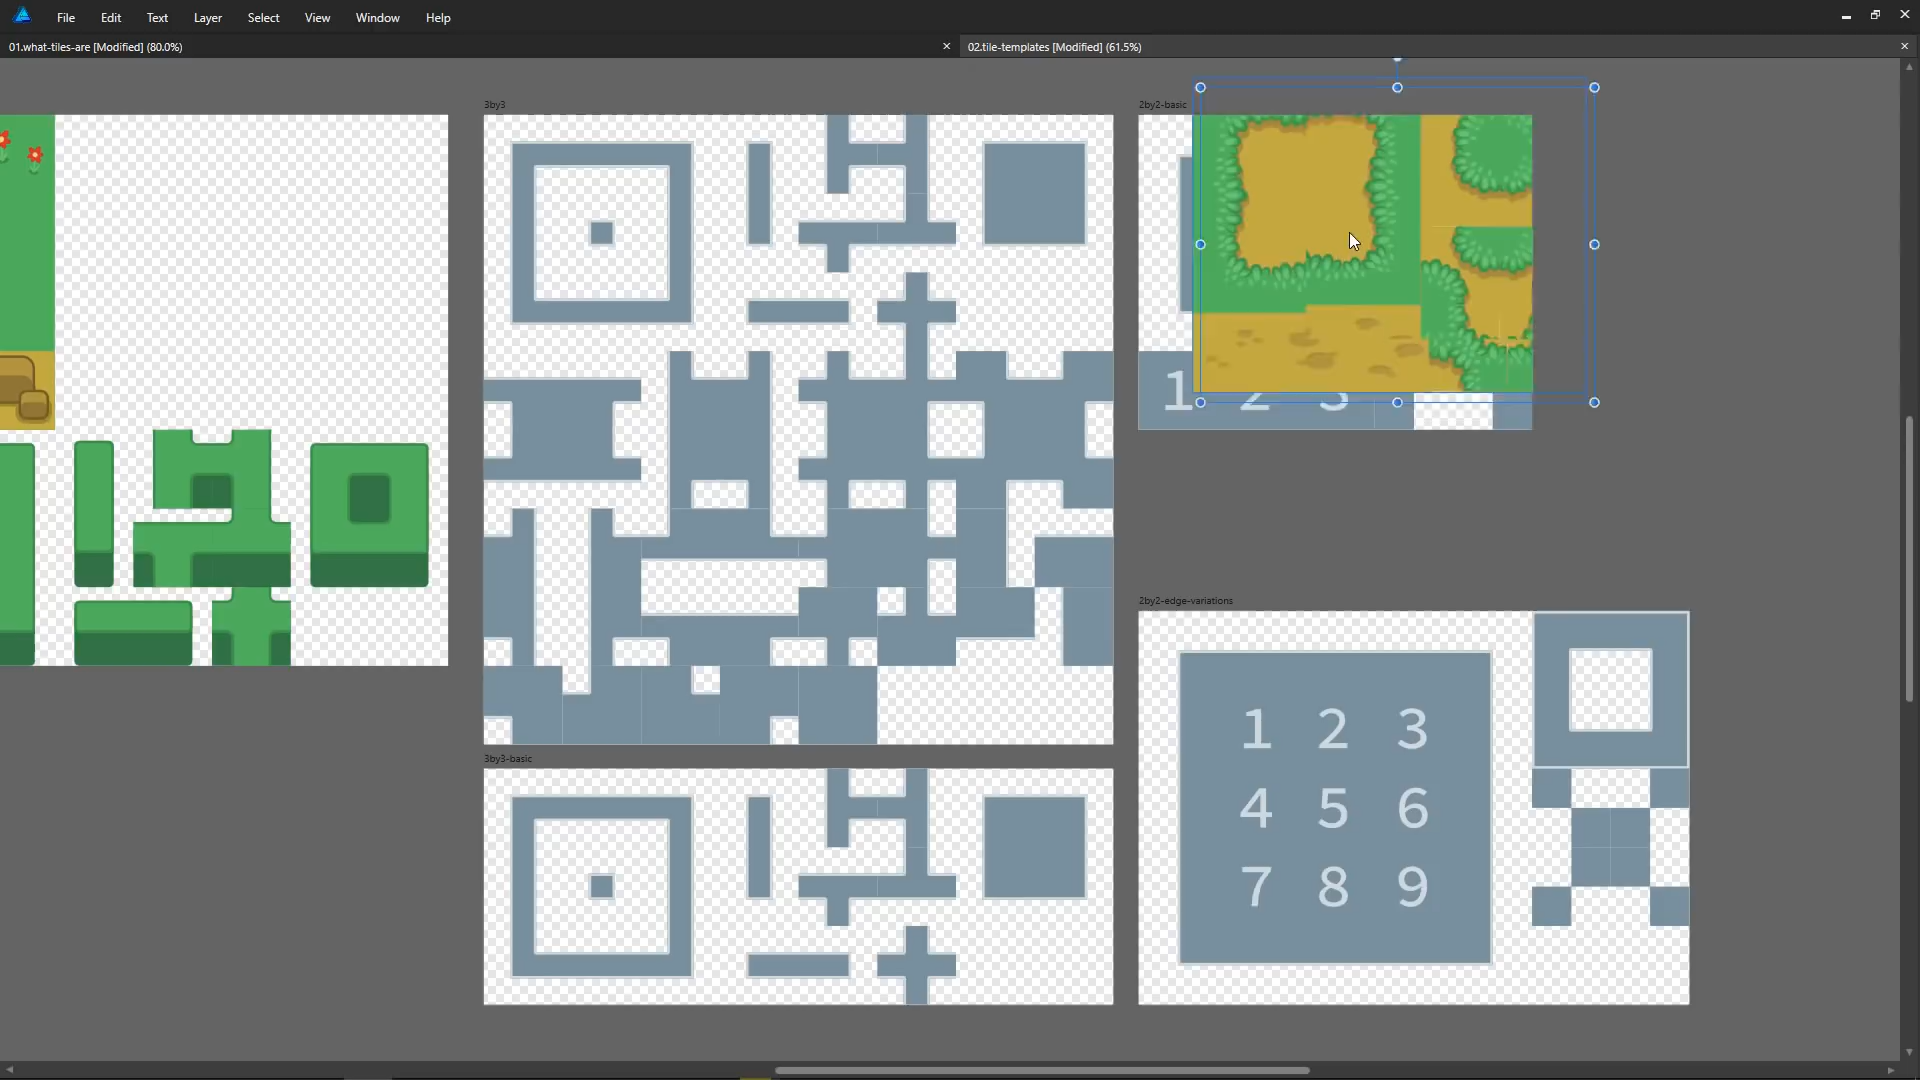 File Edit Text Layer Select View Window Help
01.what-tiles-are [Modified] (80.0%)
02.tile-templates [Modified] (61.5%)
3by3
2by2-basic
1 2 3
2by2-edge-variations
1 2 3
4 5 6
7 8 9
3by3-basic